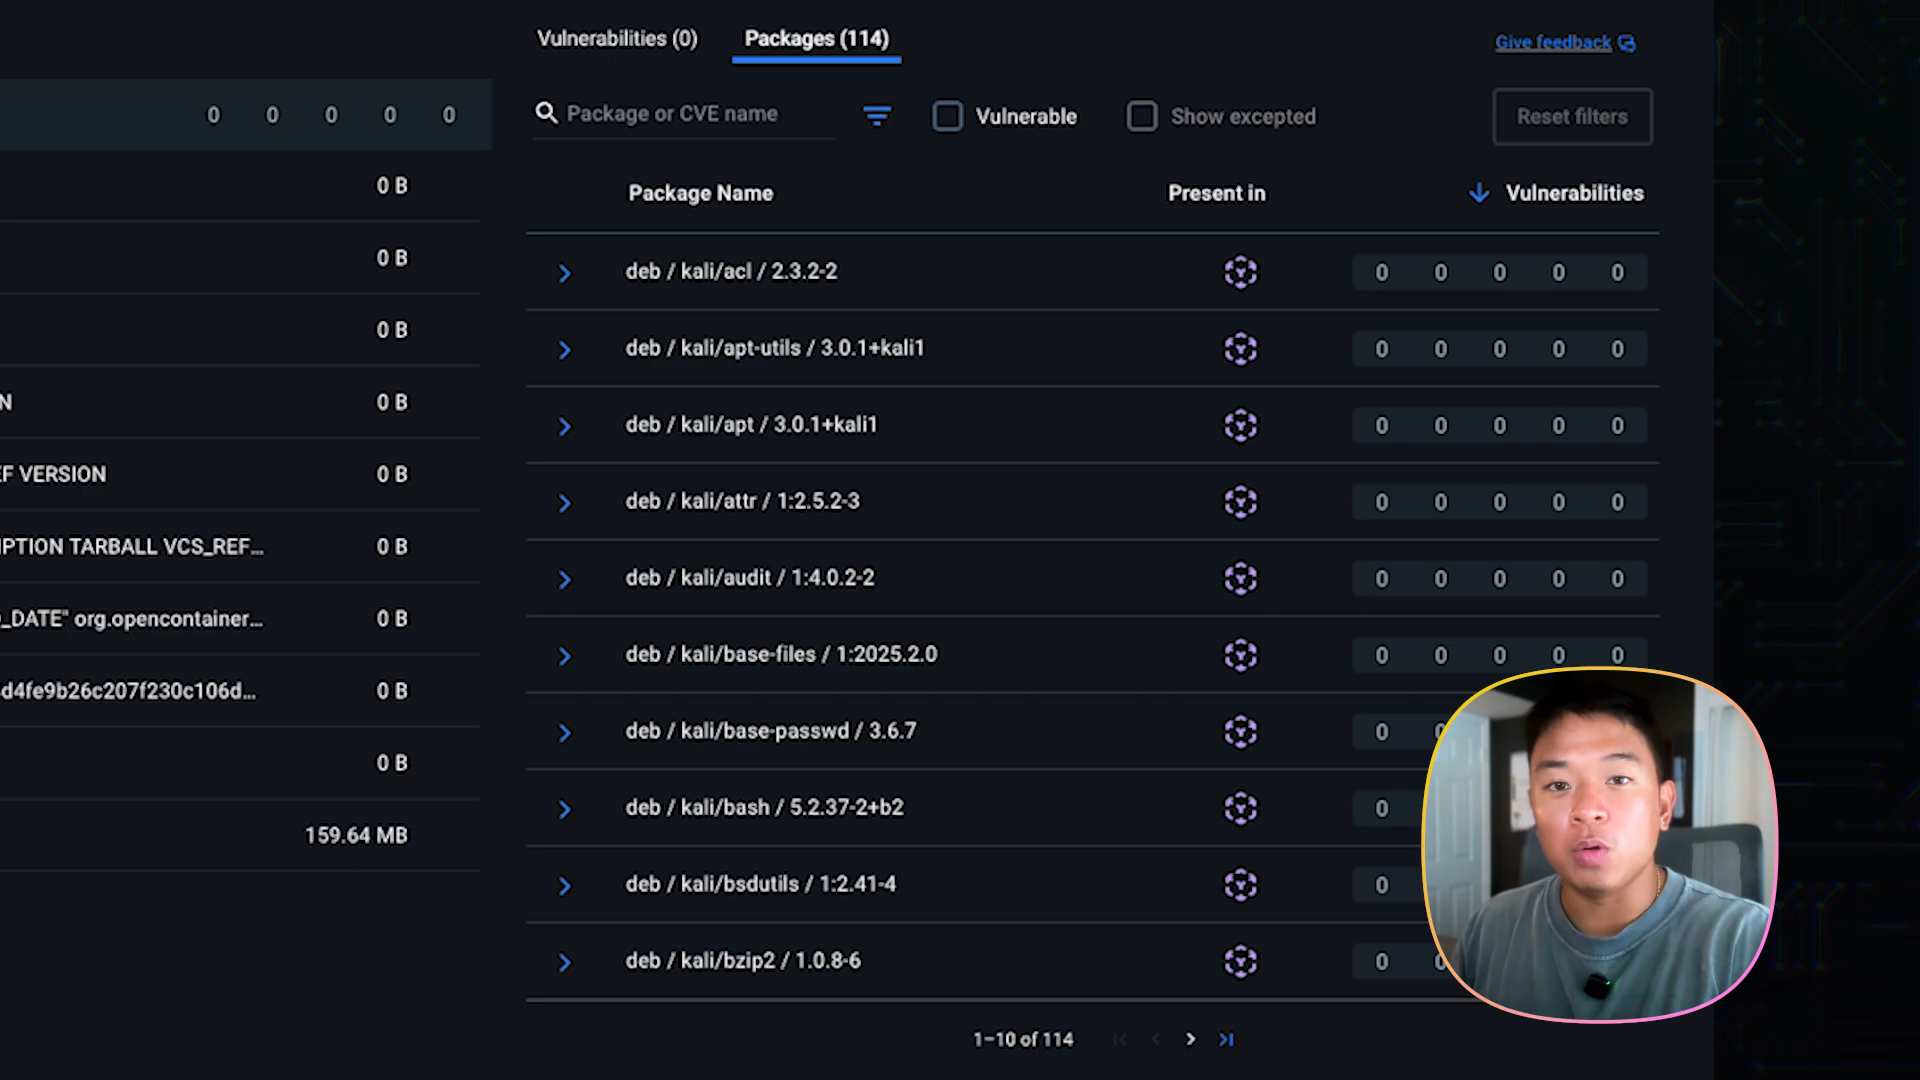 Vulnerabilities (0) Packages (114) Give feedback
Package or CVE name Vulnerable Show excepted Reset filters
Package Name Present in Vulnerabilities
deb / kali/acl / 2.3.2-2 0 0 0 0 0
deb / kali/apt-utils / 3.0.1+kali1 0 0 0 0 0
deb / kali/apt / 3.0.1+kali1 0 0 0 0 0
deb / kali/attr / 1:2.5.2-3 0 0 0 0 0
deb / kali/audit / 1:4.0.2-2 0 0 0 0 0
deb / kali/base-files / 1:2025.2.0 0 0 0 0 0
deb / kali/base-passwd / 3.6.7 0 0
deb / kali/bash / 5.2.37-2+b2 0
deb / kali/bsdutils / 1:2.41-4 0
deb / kali/bzip2 / 1.0.8-6 0 0
1–10 of 114
0 0 0 0 0
0 B
0 B
0 B
N 0 B
EF VERSION 0 B
IPTION TARBALL VCS_REF... 0 B
_DATE" org.opencontainer... 0 B
d4fe9b26c207f230c106d... 0 B
0 B
159.64 MB